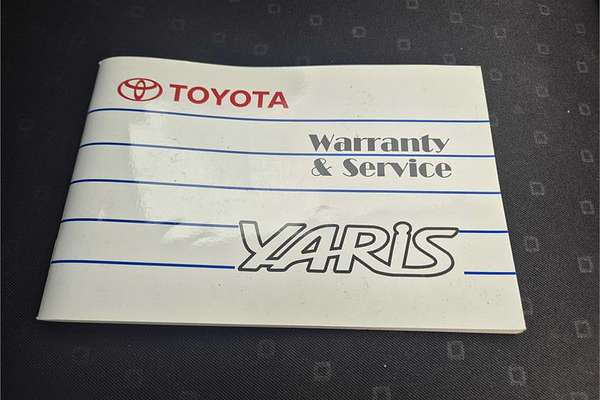 TOYOTA
Warranty
& Service
YARiS